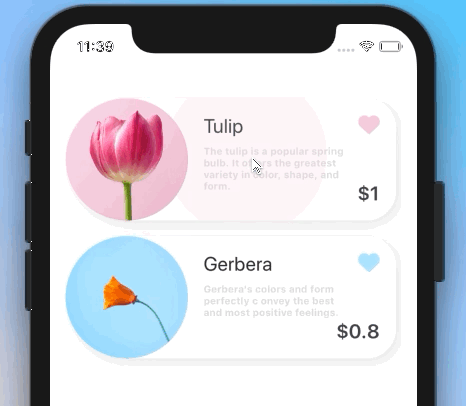 11:39
Tulip
The tulip is a popular spring
bulb. It offers the greatest
variety in color, shape, and
form.
$1
Gerbera
Gerbera's colors and form
perfectly c onvey the best
and most positive feelings.
$0.8